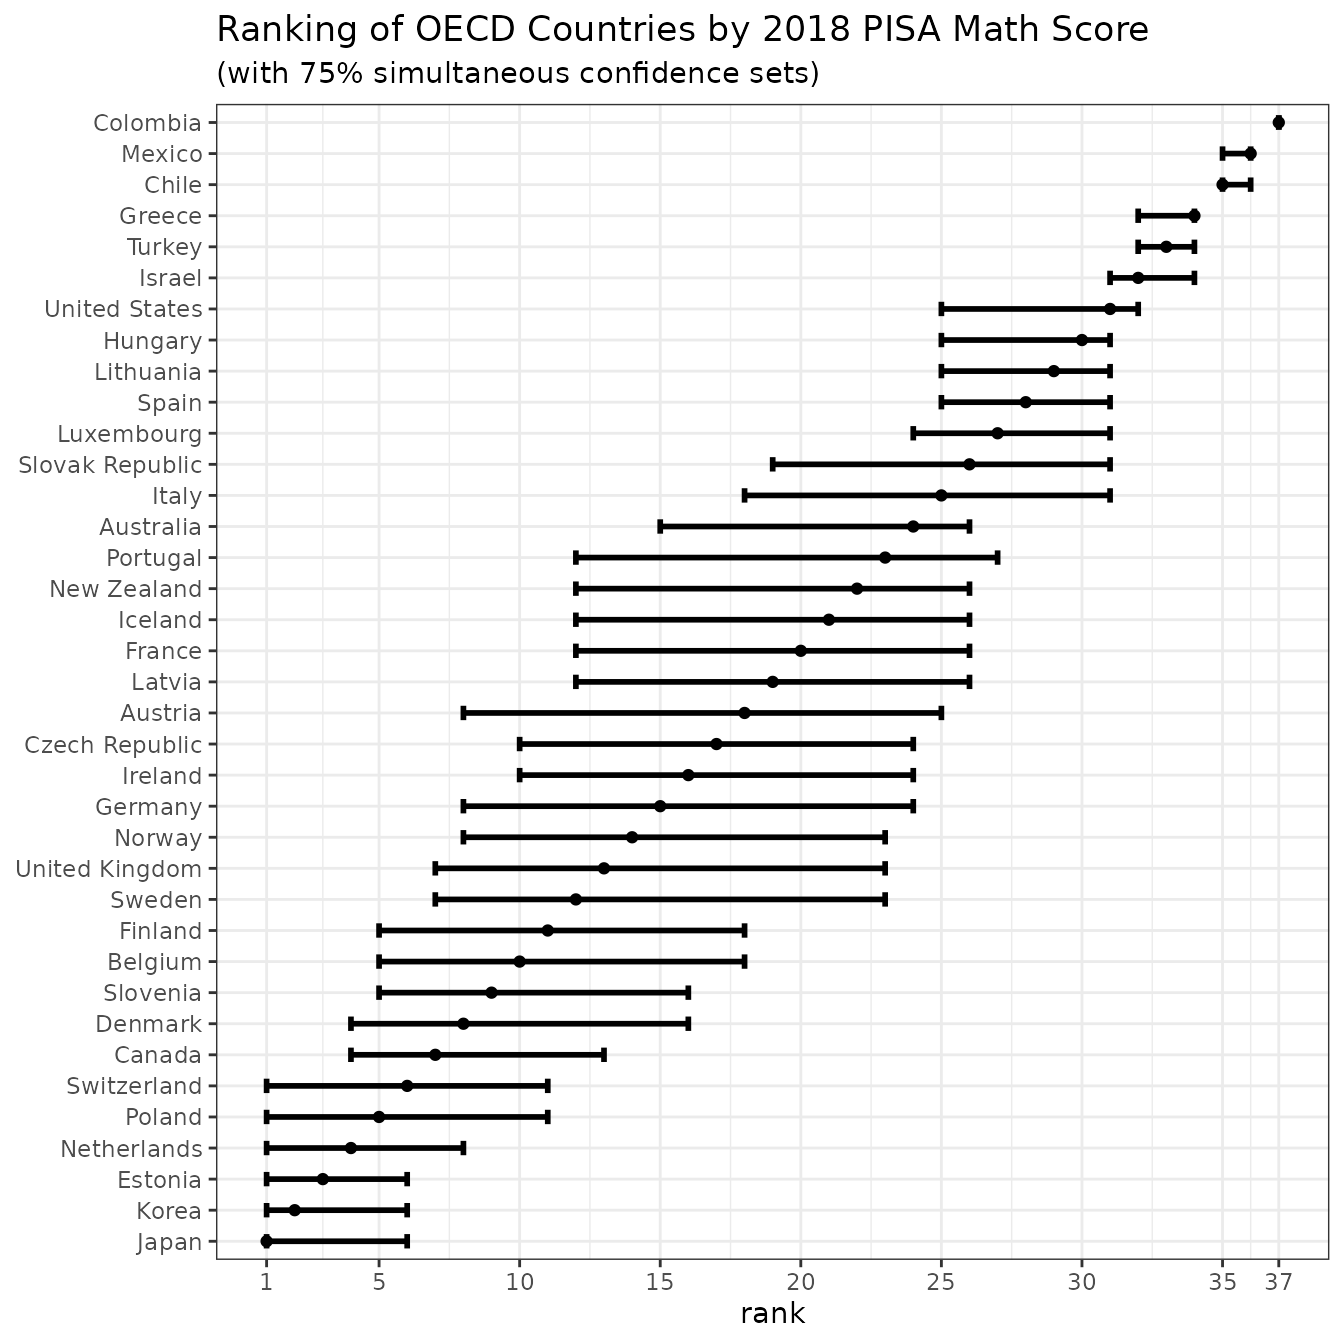 Ranking of OECD Countries by 2018 PISA Math Score
(with 75% simultaneous confidence sets)
Colombia
Mexico
Chile
Greece
Turkey
Israel
United States
Hungary
Lithuania
Spain
Luxembourg
Slovak Republic
Italy
Australia
Portugal
New Zealand
Iceland
France
Latvia
Austria
Czech Republic
Ireland
Germany
Norway
United Kingdom
Sweden
Finland
Belgium
Slovenia
Denmark
Canada
Switzerland
Poland
Netherlands
Estonia
Korea
Japan
1 5 10 15 20 25 30 35 37
rank